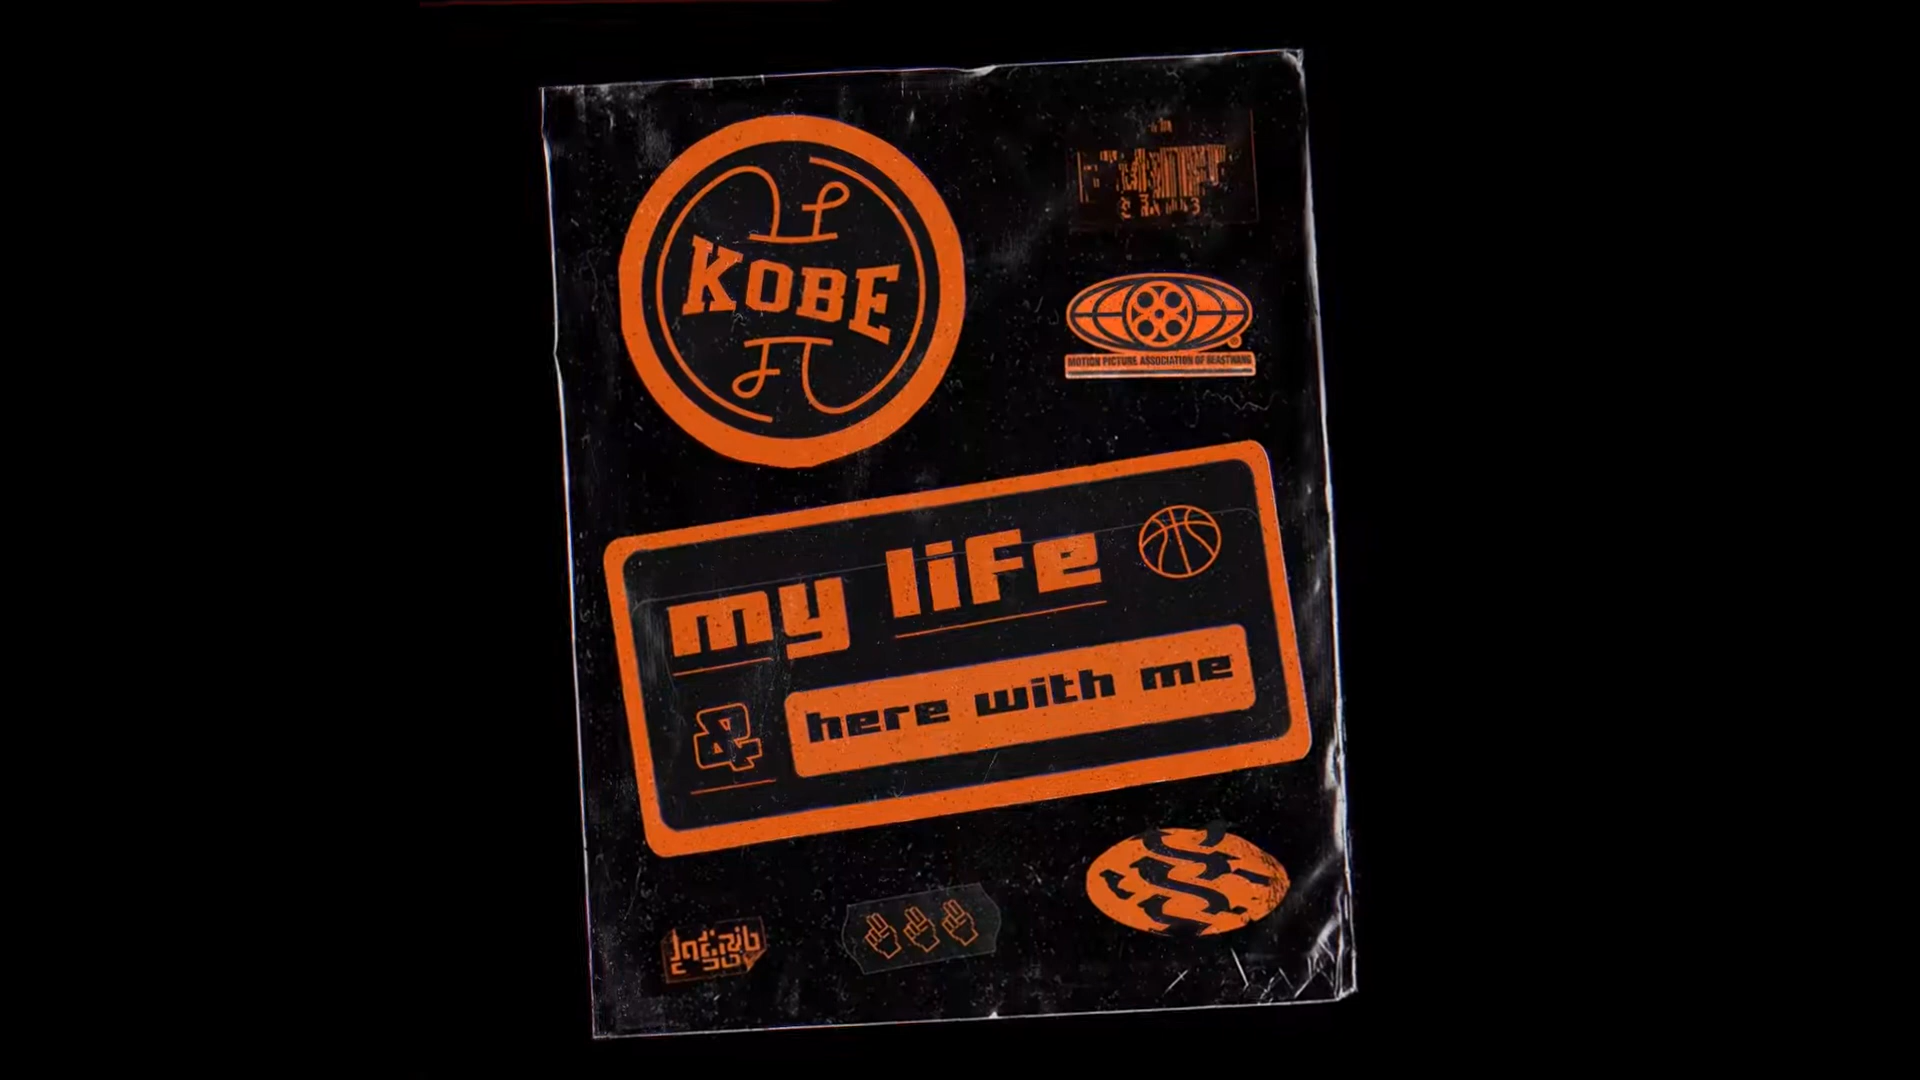 KOBE
MOTION PICTURE ASSOCIATION OF BEASTWANG
my life
&
here with me